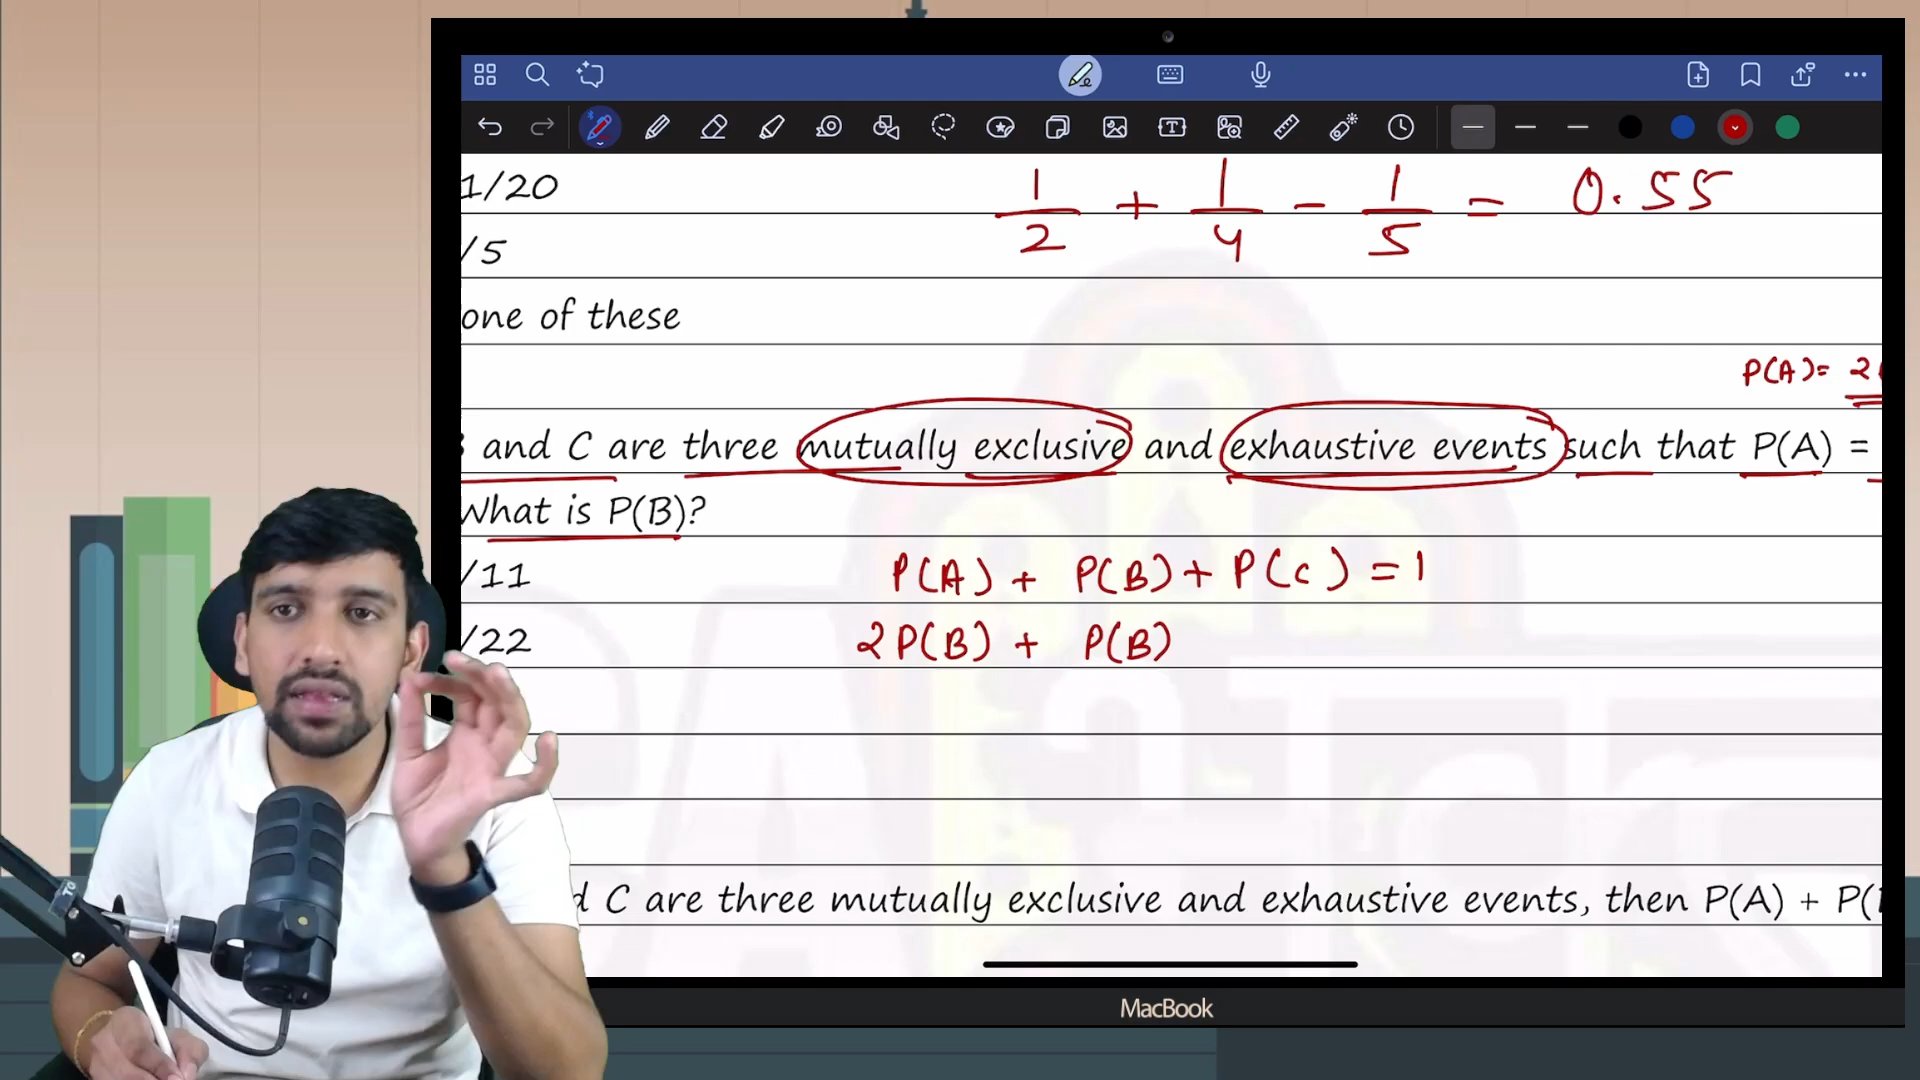 1/20
1/2 + 1/4 - 1/5 = 0.55
/5
one of these
P(A) = 2
and C are three mutually exclusive and exhaustive events such that P(A) =
What is P(B)?
/11
P(A) + P(B) + P(C) = 1
/22
2P(B) + P(B)
C are three mutually exclusive and exhaustive events, then P(A) + P(
MacBook